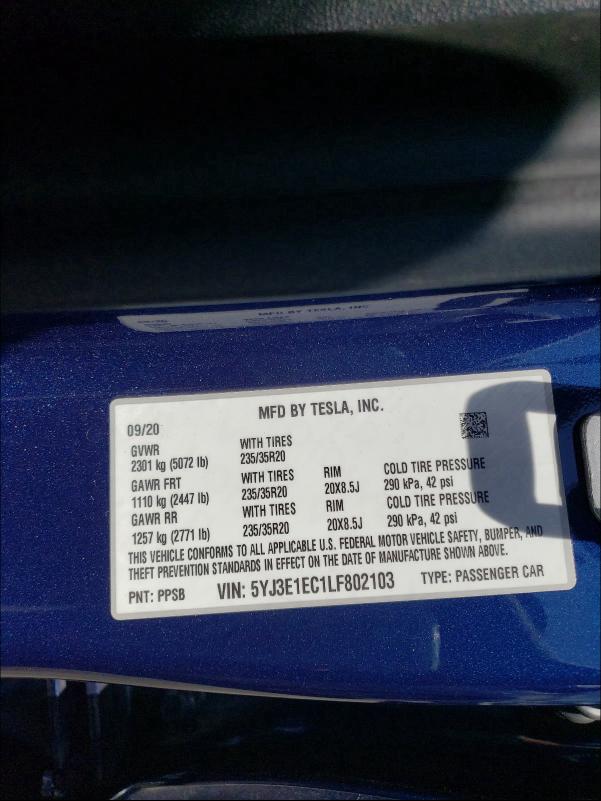 MFD BY TESLA, INC.
MFD BY TESLA, INC.
09/20
GVWR WITH TIRES
2301 kg (5072 lb) 235/35R20
GAWR FRT WITH TIRES RIM COLD TIRE PRESSURE
1110 kg (2447 lb) 235/35R20 20X8.5J 290 kPa, 42 psi
GAWR RR WITH TIRES RIM COLD TIRE PRESSURE
1257 kg (2771 lb) 235/35R20 20X8.5J 290 kPa, 42 psi
THIS VEHICLE CONFORMS TO ALL APPLICABLE U.S. FEDERAL MOTOR VEHICLE SAFETY, BUMPER, AND
THEFT PREVENTION STANDARDS IN EFFECT ON THE DATE OF MANUFACTURE SHOWN ABOVE.
PNT: PPSB VIN: 5YJ3E1EC1LF802103 TYPE: PASSENGER CAR